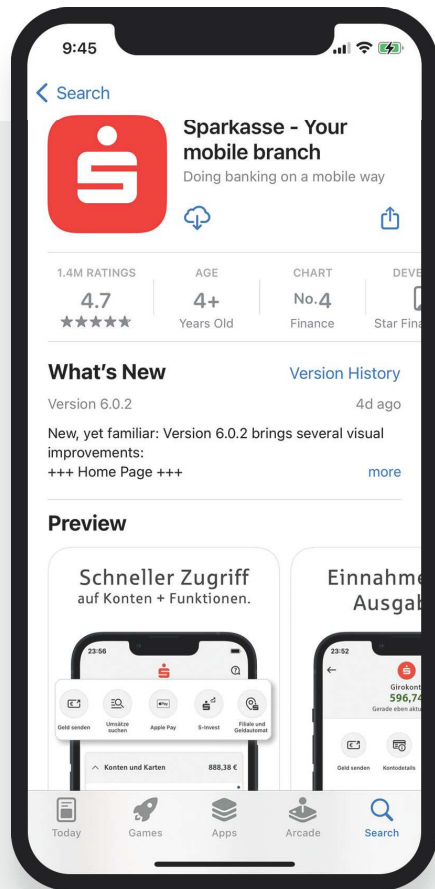 9:45
Search
Sparkasse - Your
mobile branch
Doing banking on a mobile way
1.4M RATINGS
AGE
CHART
DEVE
4.7
4+
No.4
★★★★★
Years Old
Finance
Star Fina
What's New
Version History
Version 6.0.2
4d ago
New, yet familiar: Version 6.0.2 brings several visual
improvements:
+++ Home Page +++
more
Preview
Schneller Zugriff
auf Konten + Funktionen.
Einnahme
Ausgab
23:56
Geld senden
Umsätze
suchen
Apple Pay
S-Invest
Filiale und
Geldautomat
Konten und Karten
888,38 €
23:52
Girokont
596,74
Gerade eben aktu
Geld senden
Kontodetails
Today
Games
Apps
Arcade
Search